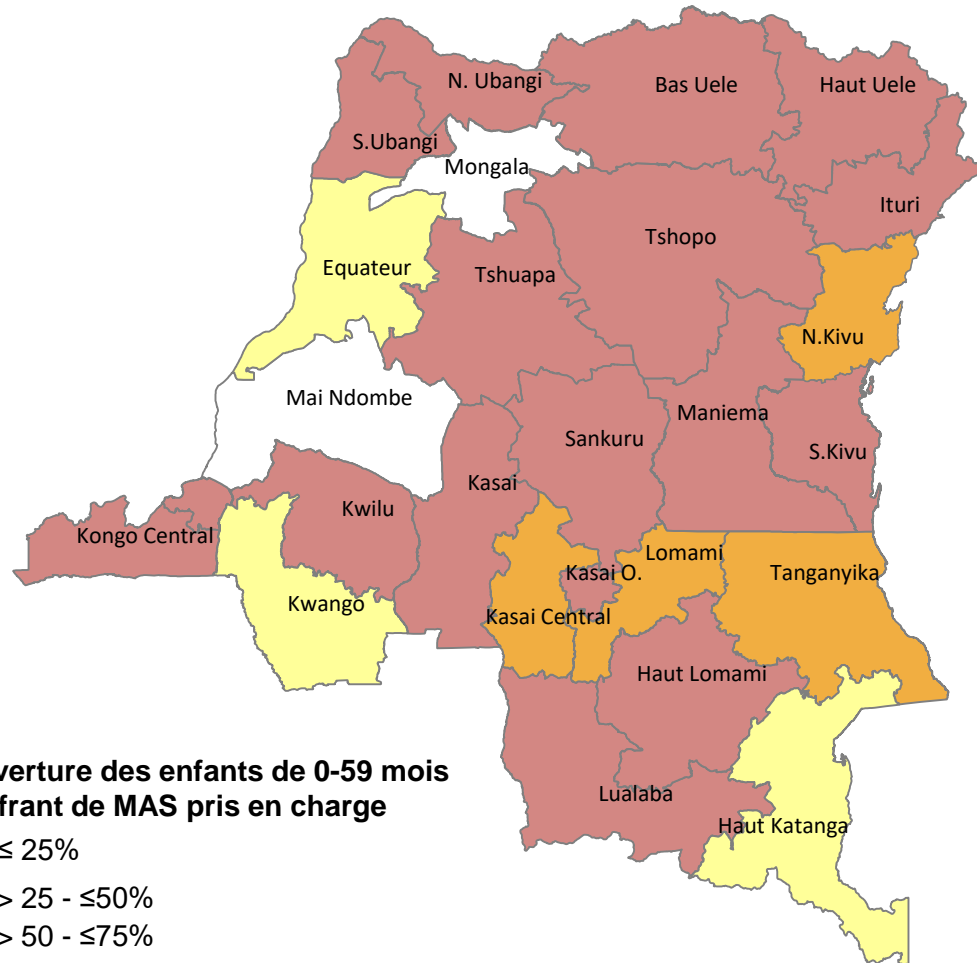 N. Ubangi
Bas Uele
Haut Uele
S.Ubangi
Mongala
Ituri
Tshopo
Equateur
Tshuapa
N.Kivu
Mai Ndombe
Maniema
Sankuru
S.Kivu
Kasai
Kwilu
Kongo Central
Lomami
Kasai O.
Tanganyika
Kwango
Kasai Central
Haut Lomami
verture des enfants de 0-59 mois
frant de MAS pris en charge
Lualaba
Haut Katanga
≤ 25%
> 25 - ≤50%
> 50 - ≤75%